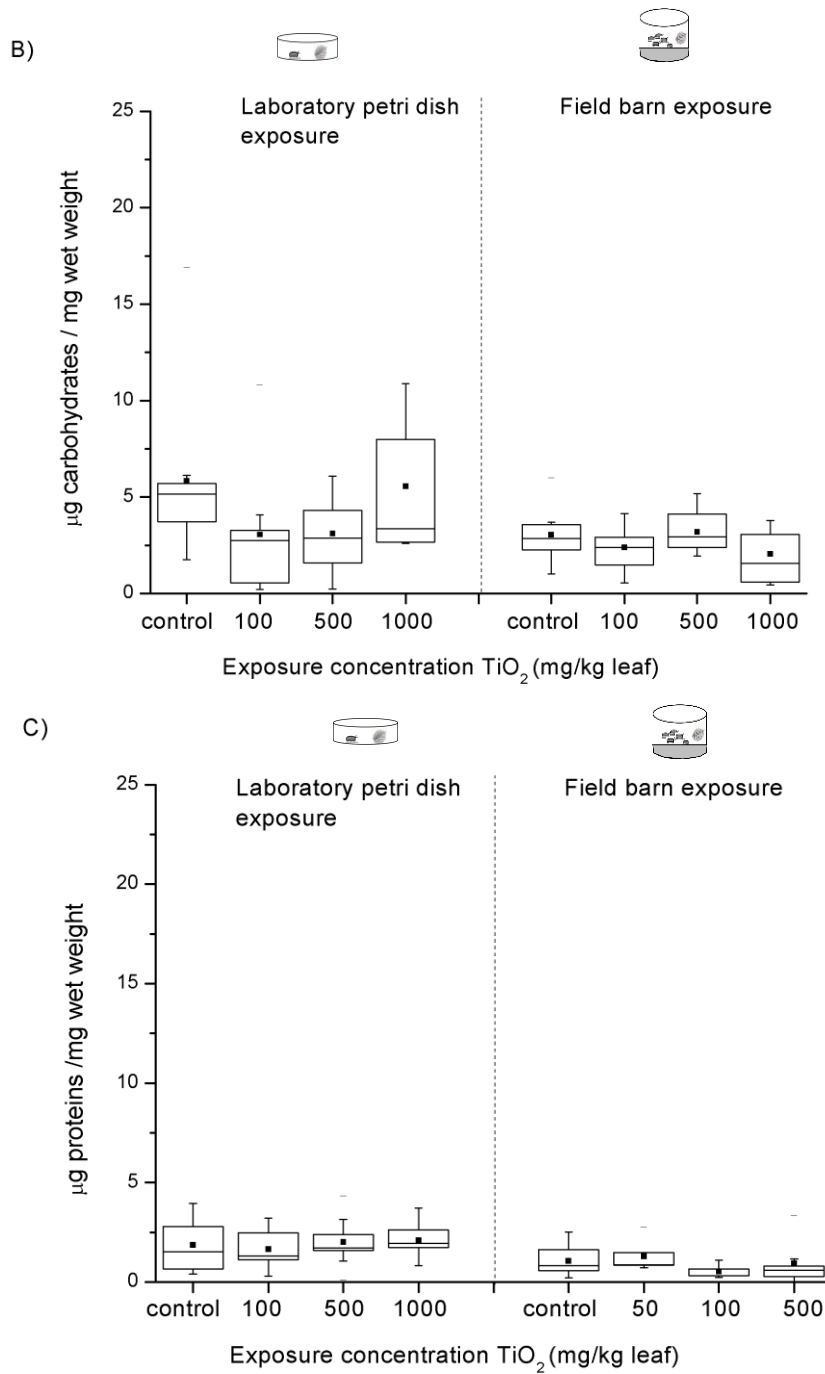 B)
Laboratory petri dish
exposure
Field barn exposure
μg carbohydrates / mg wet weight
25
20
15
10
5
0
control 100 500 1000 control 100 500 1000
Exposure concentration TiO₂ (mg/kg leaf)
C)
Laboratory petri dish
exposure
Field barn exposure
μg proteins /mg wet weight
25
20
15
10
5
0
control 100 500 1000 control 50 100 500
Exposure concentration TiO₂ (mg/kg leaf)